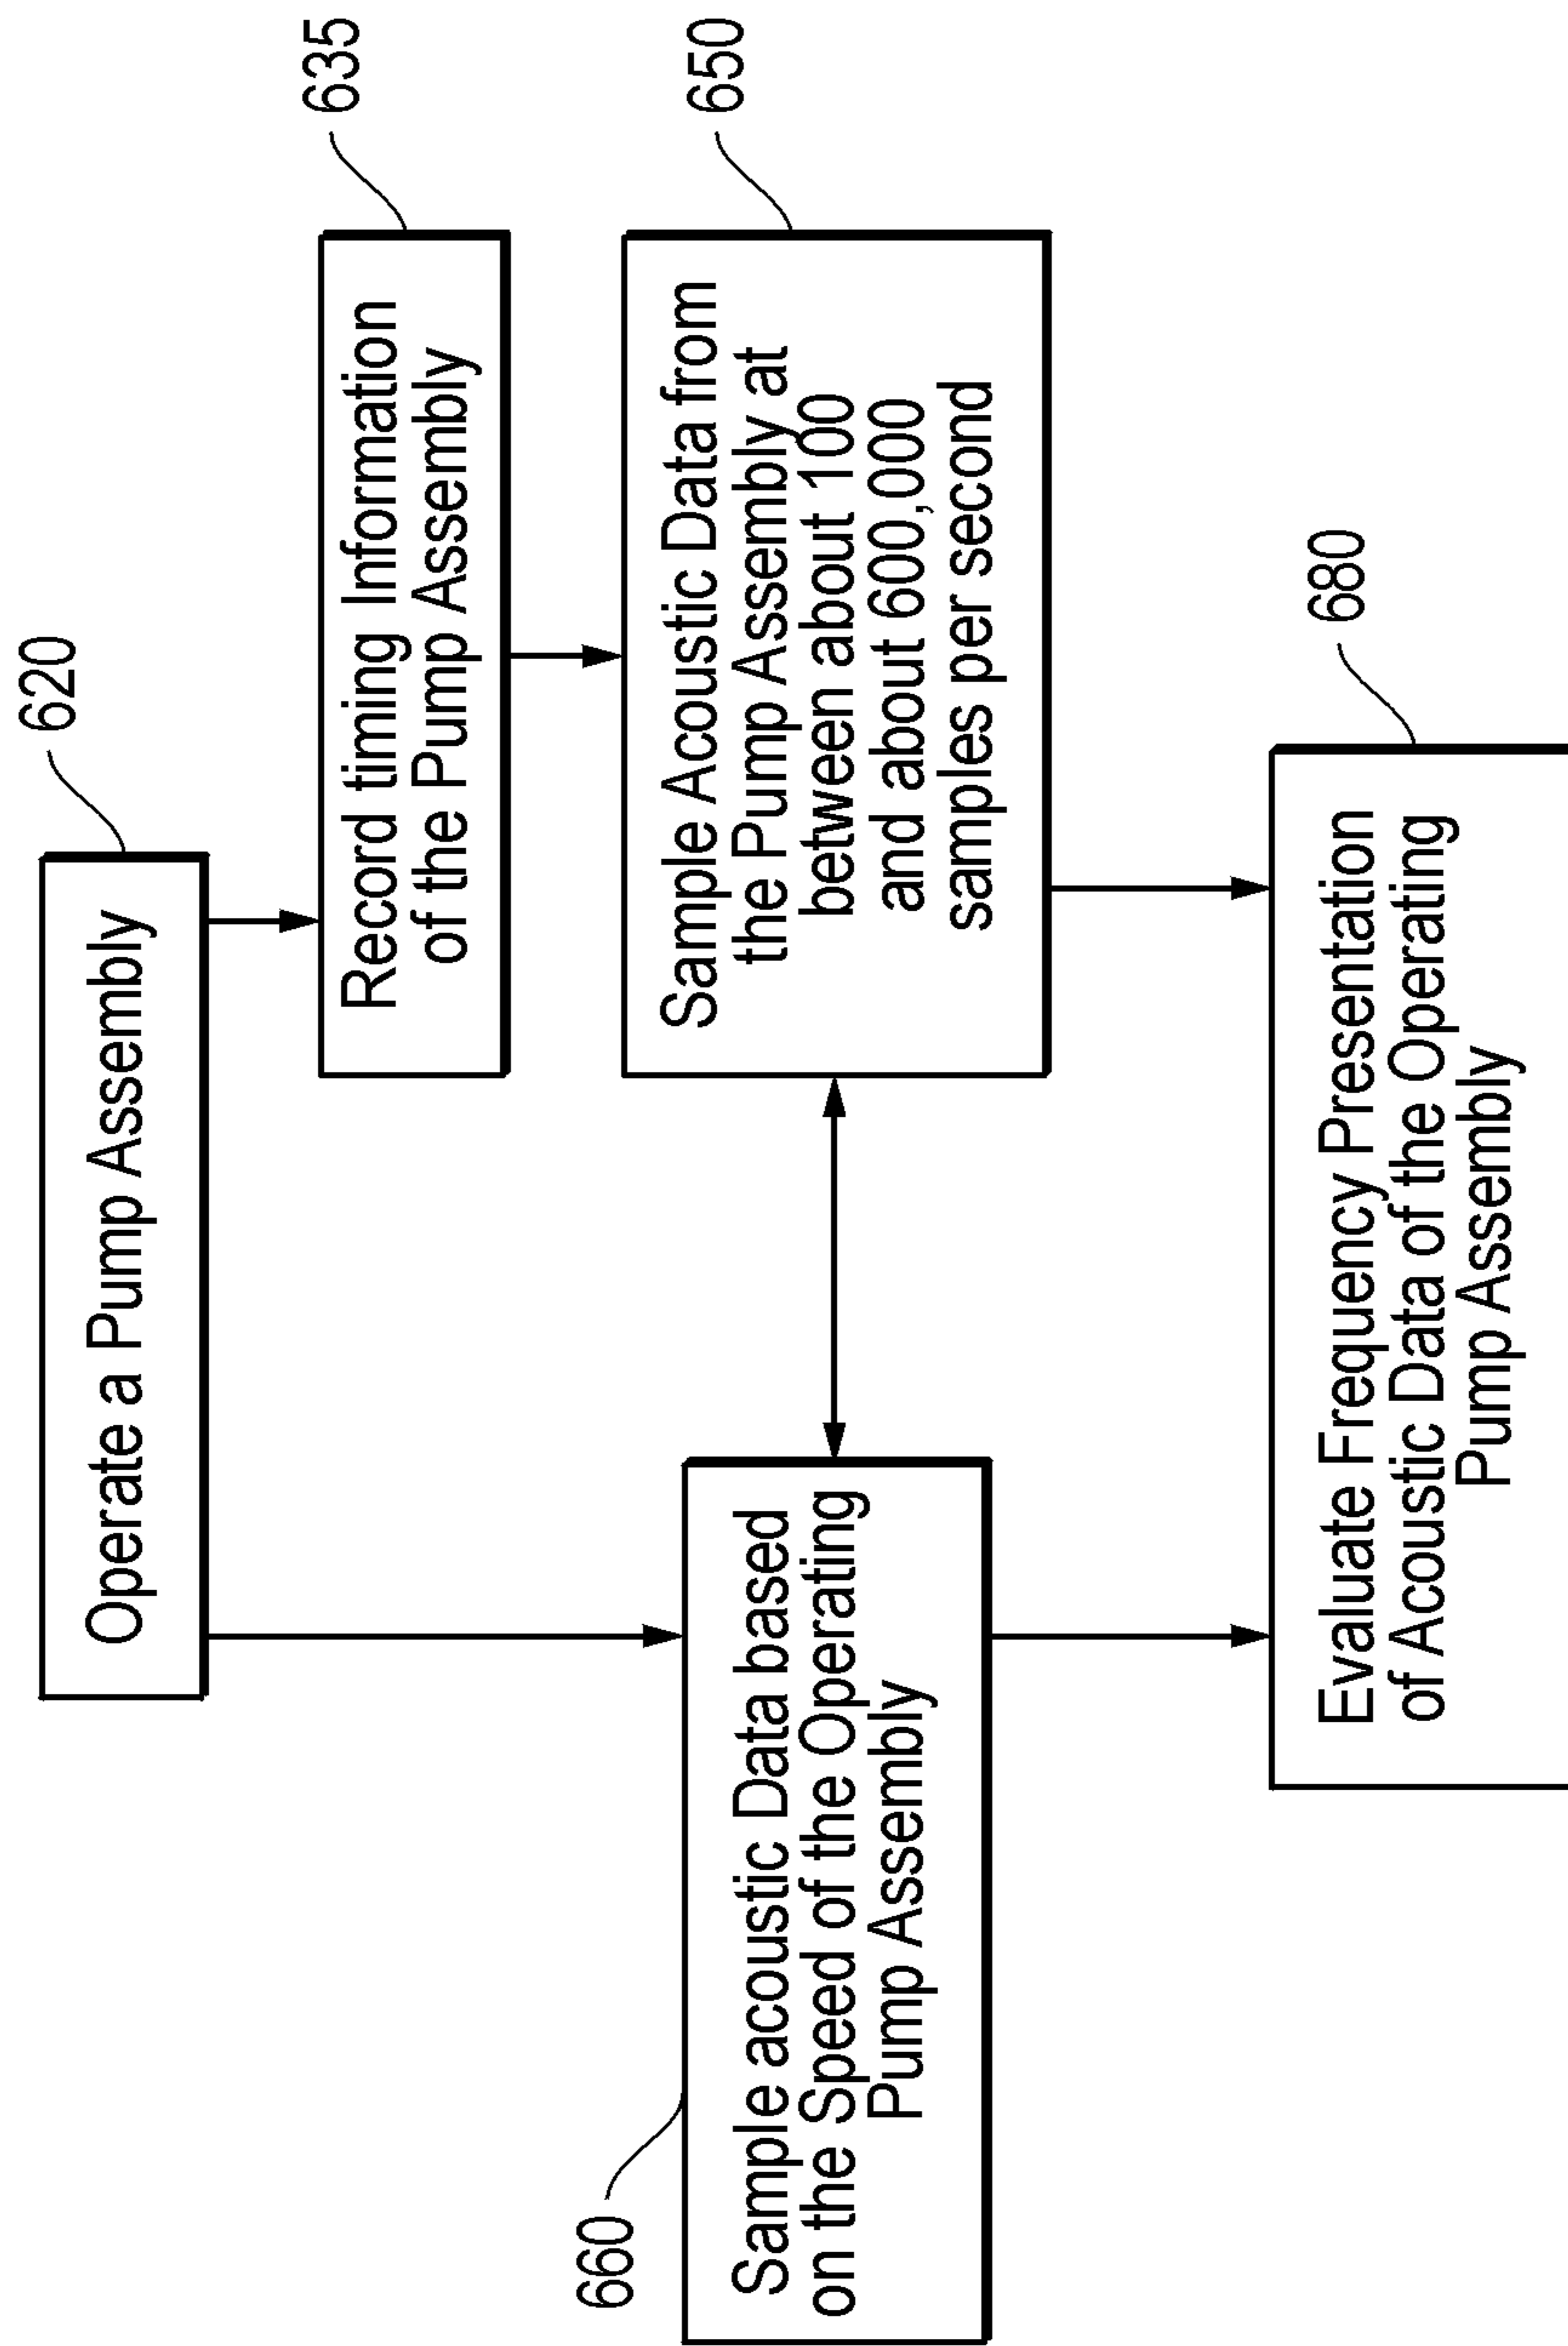 620
Operate a Pump Assembly
635
Record timing Information
of the Pump Assembly
650
Sample Acoustic Data from
the Pump Assembly at
between about 100
and about 600,000
samples per second
660
Sample acoustic Data based
on the Speed of the Operating
Pump Assembly
680
Evaluate Frequency Presentation
of Acoustic Data of the Operating
Pump Assembly